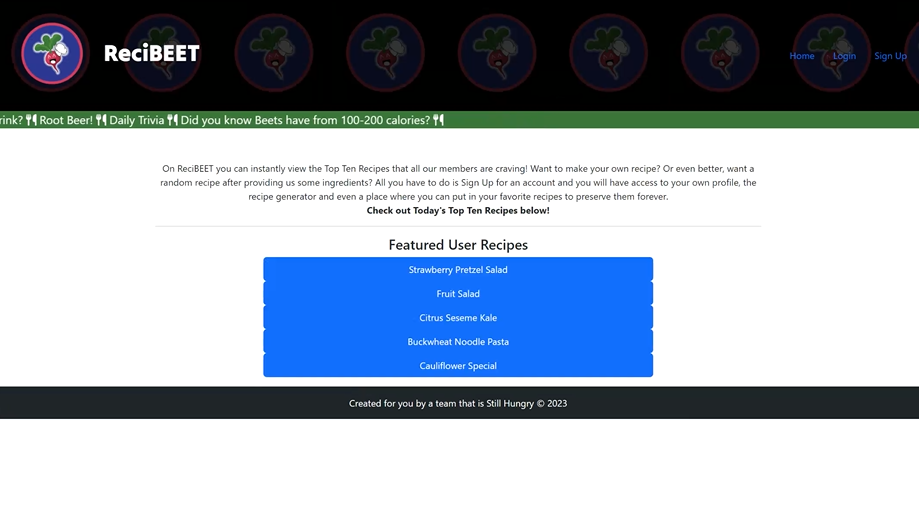 ReciBEET
Home Login Sign Up
rink? Root Beer! Daily Trivia Did you know Beets have from 100-200 calories?
On ReciBEET you can instantly view the Top Ten Recipes that all our members are craving! Want to make your own recipe? Or even better, want a
random recipe after providing us some ingredients? All you have to do is Sign Up for an account and you will have access to your own profile, the
recipe generator and even a place where you can put in your favorite recipes to preserve them forever.
Check out Today's Top Ten Recipes below!
Featured User Recipes
Strawberry Pretzel Salad
Fruit Salad
Citrus Seseme Kale
Buckwheat Noodle Pasta
Cauliflower Special
Created for you by a team that is Still Hungry © 2023